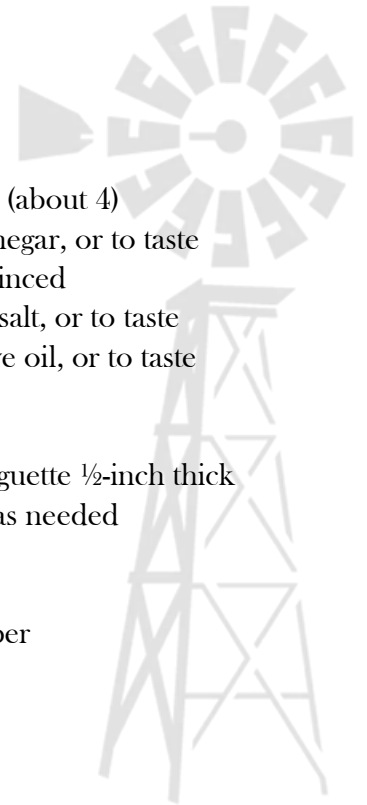 (about 4)
negar, or to taste
inced
salt, or to taste
e oil, or to taste
guette ½-inch thick
as needed
per